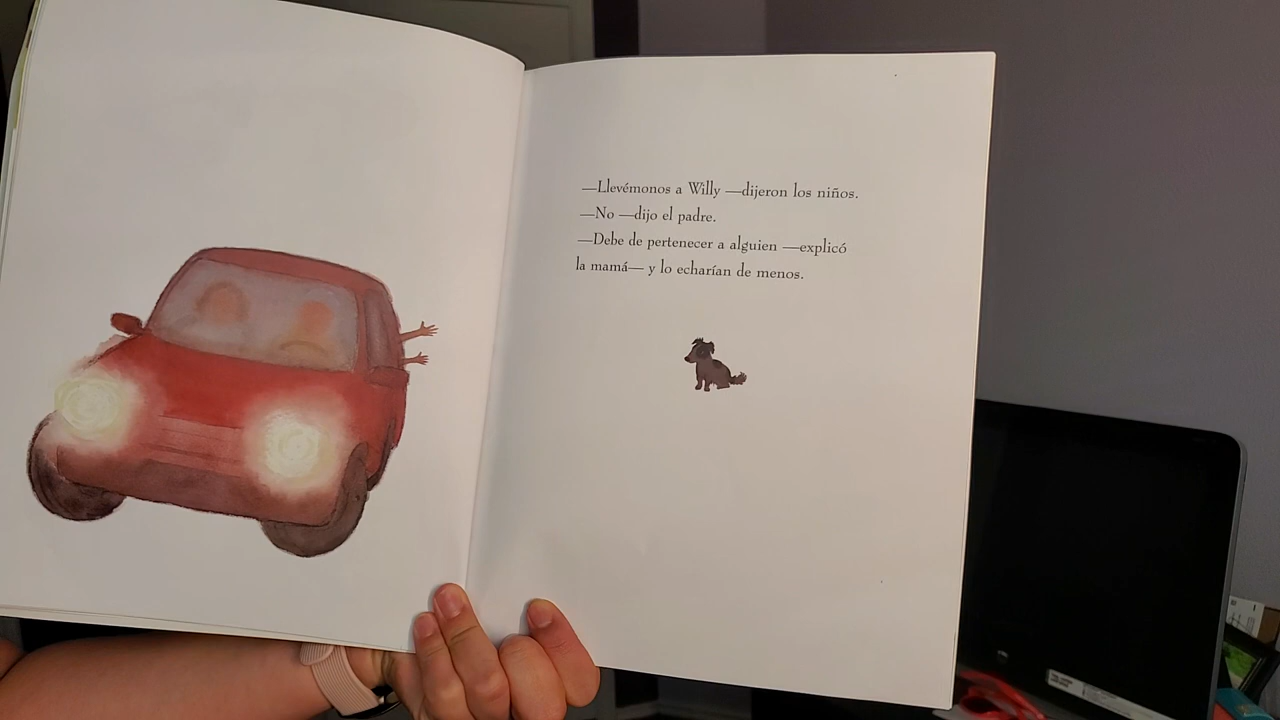 —Llevémonos a Willy —dijeron los niños.
—No —dijo el padre.
—Debe de pertenecer a alguien —explicó
la mamá— y lo echarían de menos.